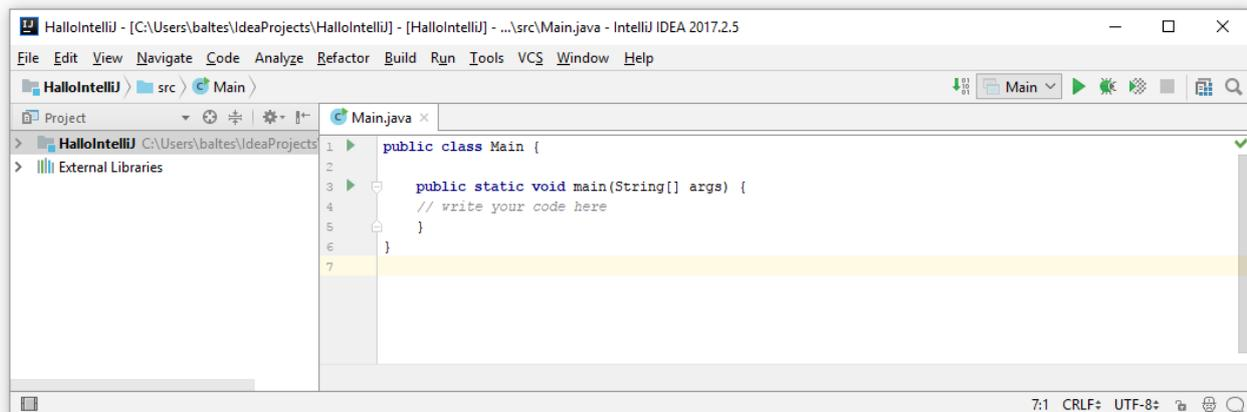 IJ HalloIntelliJ - [C:\Users\baltes\IdeaProjects\HalloIntelliJ] - [HalloIntelliJ] - ...\src\Main.java - IntelliJ IDEA 2017.2.5
File Edit View Navigate Code Analyze Refactor Build Run Tools VCS Window Help
HalloIntelliJ src C Main Main
Project C Main.java
HalloIntelliJ C:\Users\baltes\IdeaProjects
External Libraries
1 public class Main {
2
3 public static void main(String[] args) {
4 // write your code here
5 }
6 }
7
7:1 CRLF UTF-8